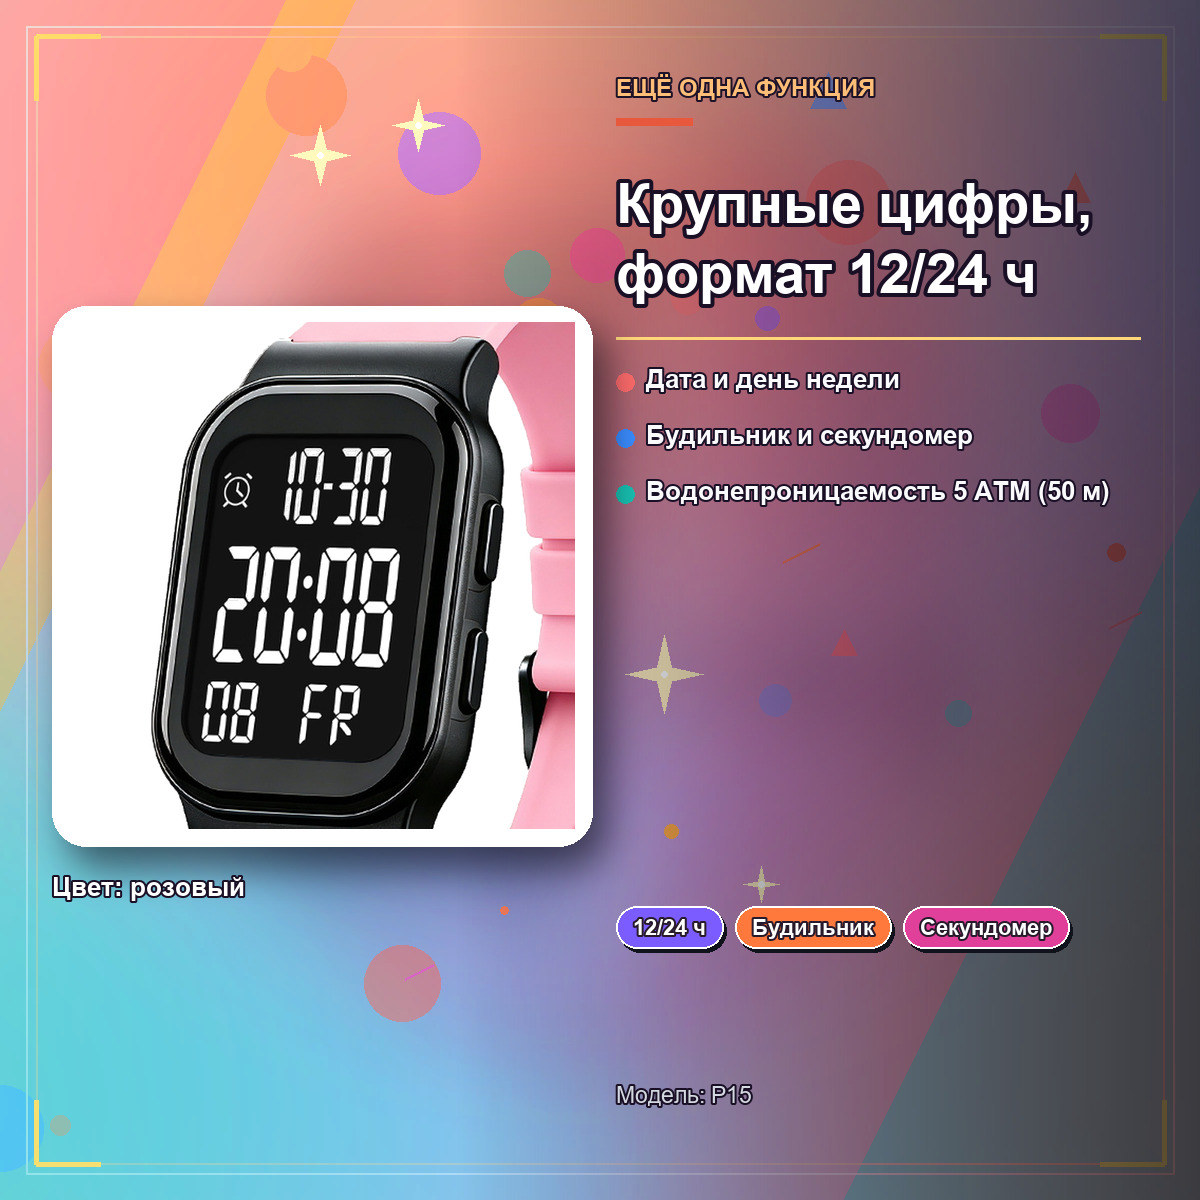 ЕЩЁ ОДНА ФУНКЦИЯ
Крупные цифры,
формат 12/24 ч
Дата и день недели
Будильник и секундомер
Водонепроницаемость 5 ATM (50 м)
10-30
20:08
08 FR
Цвет: розовый
12/24 ч
Будильник
Секундомер
Модель: P15